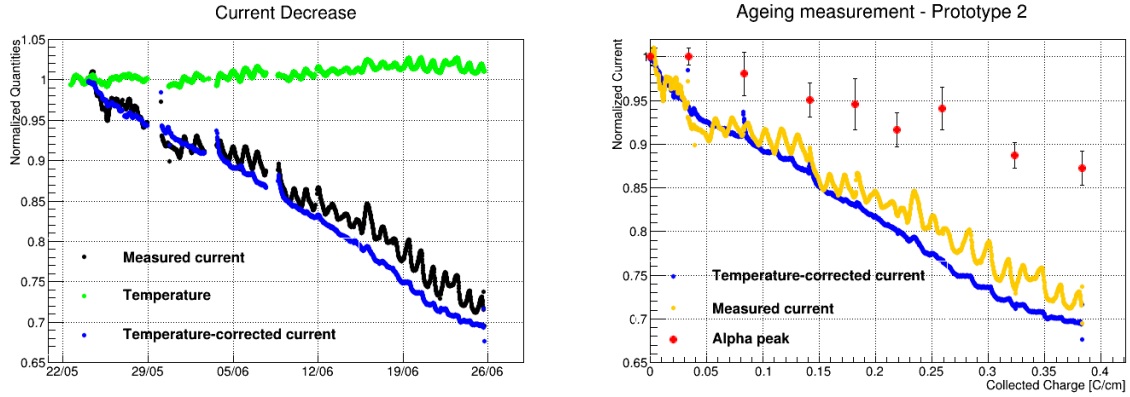 Current Decrease
Normalized Quantities
1.05
1
0.95
0.9
0.85
0.8
0.75
0.7
0.65
Measured current
Temperature
Temperature-corrected current
22/05 29/05 05/06 12/06 19/06 26/06
Ageing measurement - Prototype 2
Normalized Current
1
0.95
0.9
0.85
0.8
0.75
0.7
0.65
Temperature-corrected current
Measured current
Alpha peak
0 0.05 0.1 0.15 0.2 0.25 0.3 0.35 0.4
Collected Charge [C/cm]